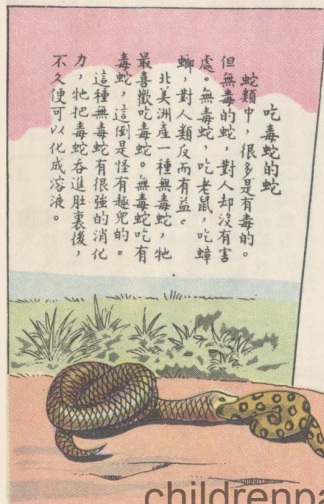 吃毒蛇的蛇
蛇類中，很多是有毒的。
但無毒的蛇，對人却沒有害
處。無毒蛇，吃老鼠，吃蟑
螂，對人類反而有益。
北美洲產一種無毒蛇，牠
最喜歡吃毒蛇。無毒蛇吃有
毒蛇，這倒是怪有趣兒的。
這種無毒蛇有很強的消化
力，牠把毒蛇吞進肚裏後，
不久便可以化成溶液。
childrenpa